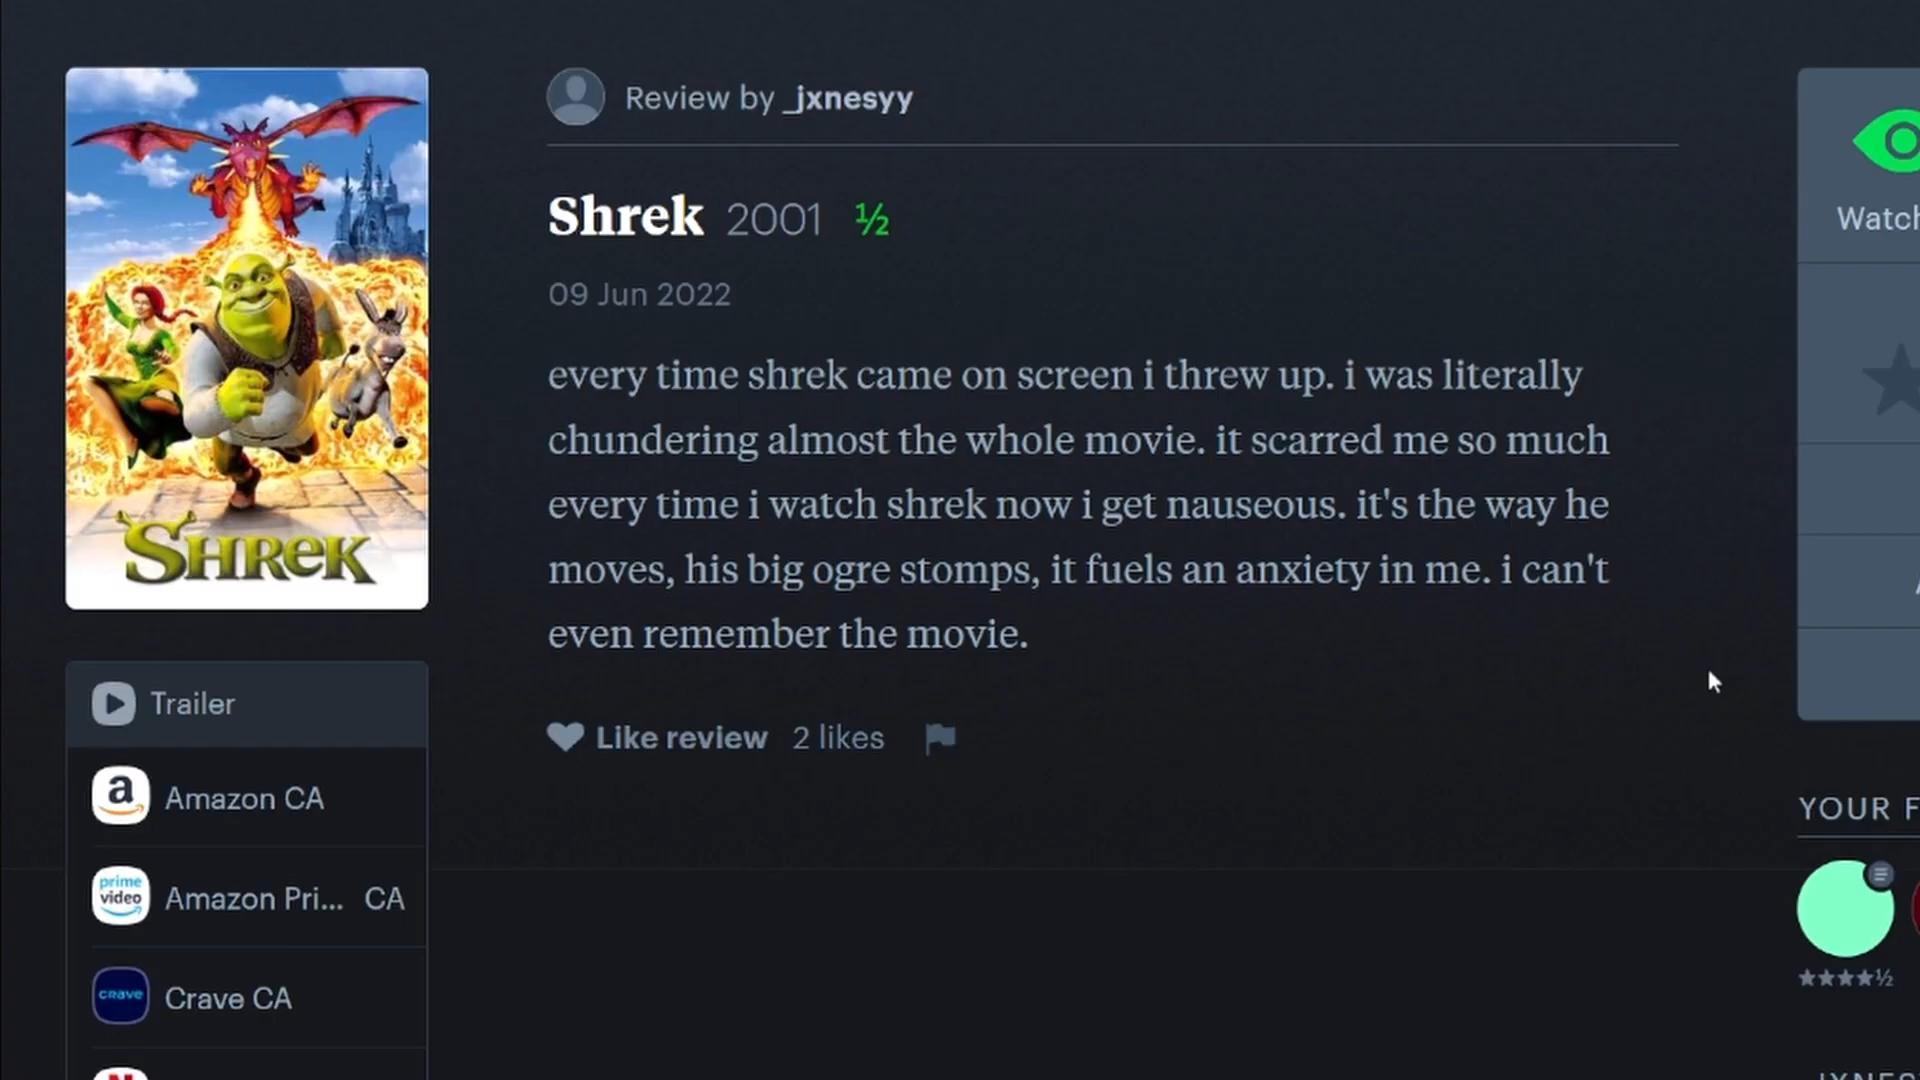 Review by _jxnesyy
Shrek 2001 ½
09 Jun 2022
every time shrek came on screen i threw up. i was literally
chundering almost the whole movie. it scarred me so much
every time i watch shrek now i get nauseous. it's the way he
moves, his big ogre stomps, it fuels an anxiety in me. i can't
even remember the movie.
Like review 2 likes
SHREK
Trailer
a Amazon CA
prime video Amazon Pri... CA
CRAVE Crave CA
Watch
YOUR F
★★★★½